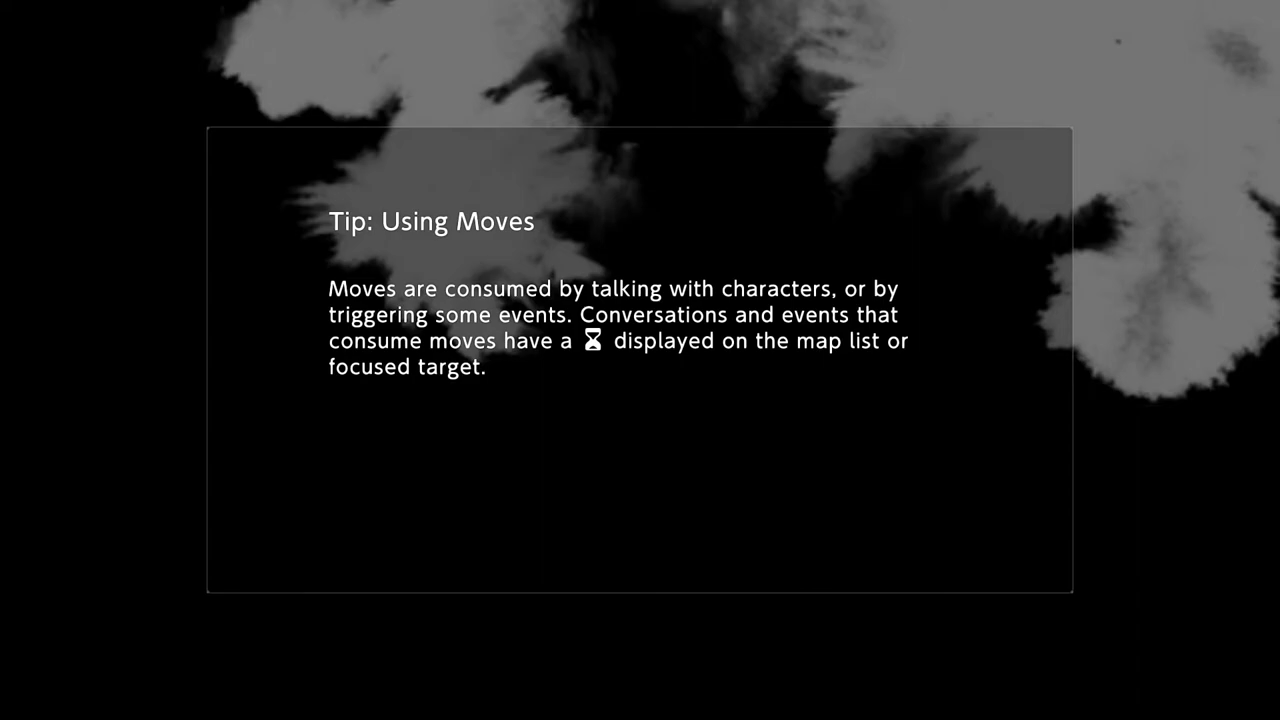 Tip: Using Moves
Moves are consumed by talking with characters, or by
triggering some events. Conversations and events that
consume moves have a ⌛ displayed on the map list or
focused target.